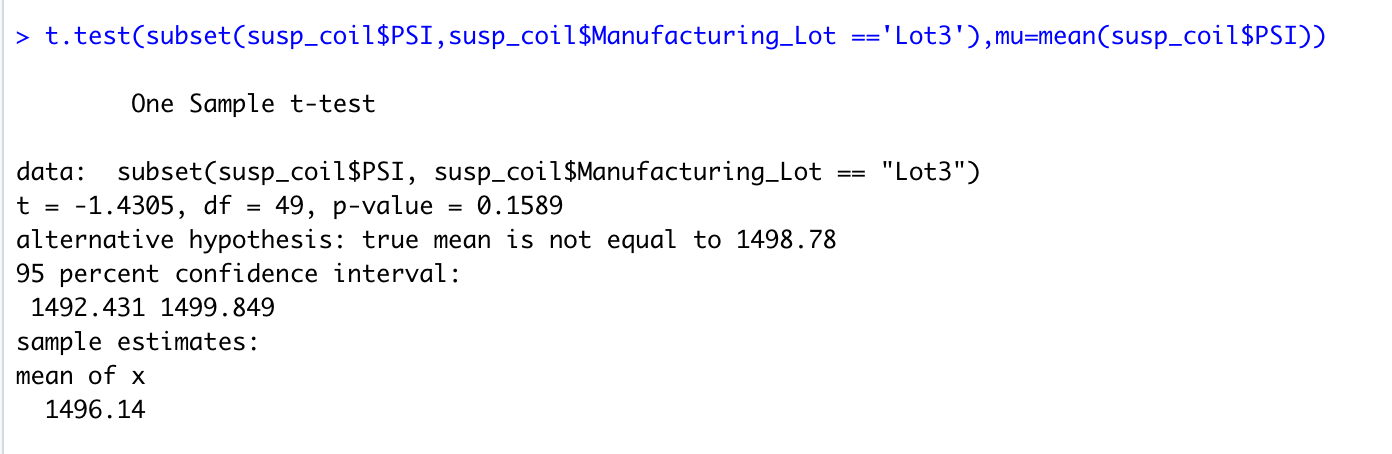 > t.test(subset(susp_coil$PSI,susp_coil$Manufacturing_Lot =='Lot3'),mu=mean(susp_coil$PSI))
One Sample t-test
data:  subset(susp_coil$PSI, susp_coil$Manufacturing_Lot == "Lot3")
t = -1.4305, df = 49, p-value = 0.1589
alternative hypothesis: true mean is not equal to 1498.78
95 percent confidence interval:
1492.431 1499.849
sample estimates:
mean of x
1496.14